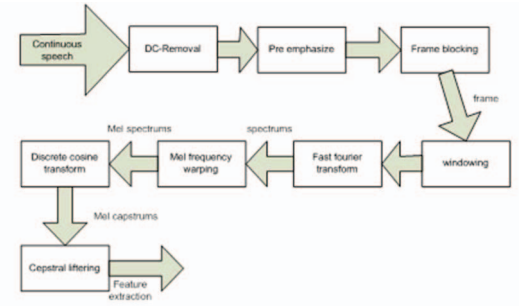 Continuous
speech
DC-Removal
Pre emphasize
Frame blocking
frame
Mel spectrums
spectrums
Discrete cosine
transform
Mel frequency
warping
Fast fourier
transform
windowing
Mel capstrums
Cepstral liftering
Feature
extraction